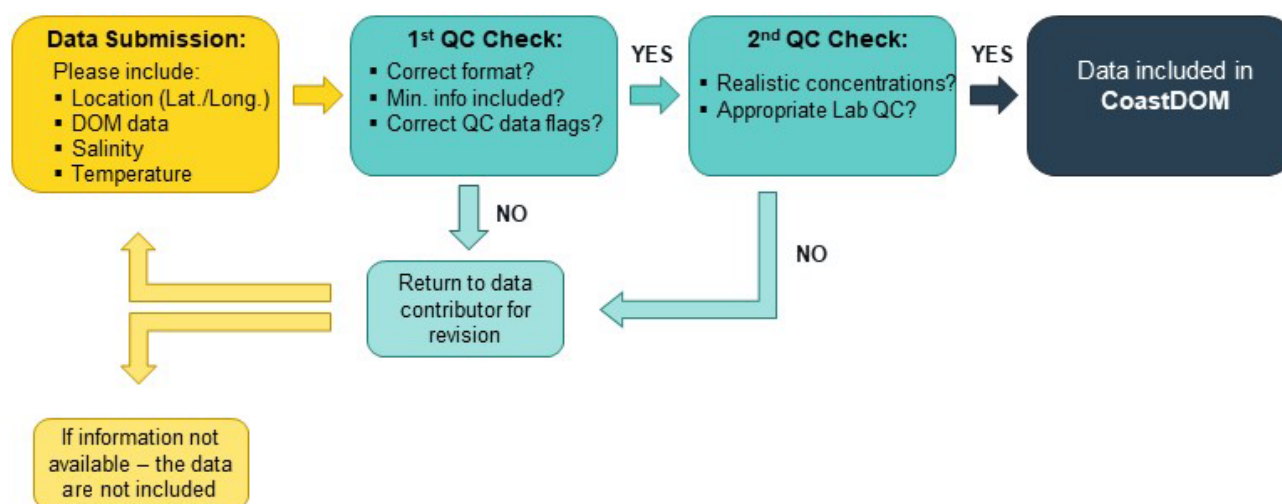 Data Submission:
Please include:
▪ Location (Lat./Long.)
▪ DOM data
▪ Salinity
▪ Temperature
1st QC Check:
▪ Correct format?
▪ Min. info included?
▪ Correct QC data flags?
YES
2nd QC Check:
▪ Realistic concentrations?
▪ Appropriate Lab QC?
YES
Data included in
CoastDOM
NO
NO
Return to data
contributor for
revision
If information not
available – the data
are not included